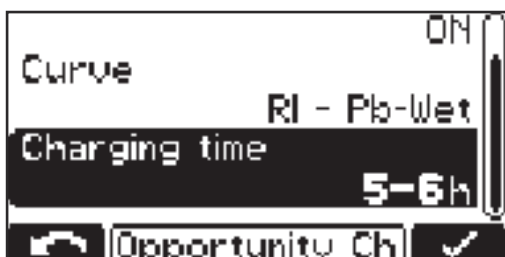 ON
Curve
RI - Pb-Wet
Charging time
5-6h
Opportunity Ch